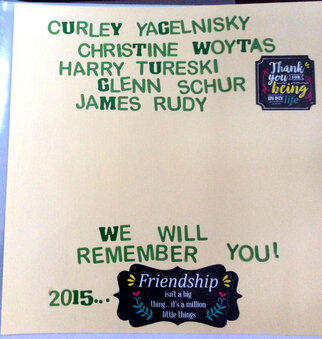 CURLEY YAGELNISKY
CHRISTINE WOYTAS
HARRY TURESKI
GLENN SCHUR
JAMES RUDY
Thank
you
FOR
being
IN MY
life
WE WILL
REMEMBER YOU!
2015...
Friendship
isn't a big
thing... it's a million
little things